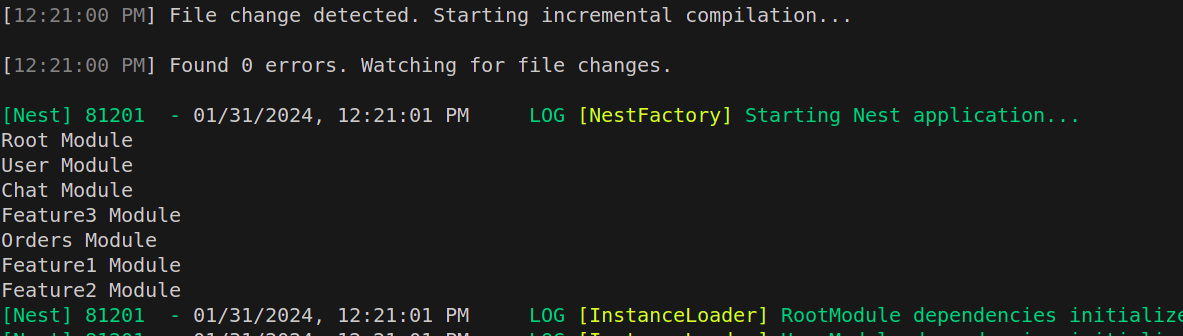 [12:21:00 PM] File change detected. Starting incremental compilation...
[12:21:00 PM] Found 0 errors. Watching for file changes.
[Nest] 81201  - 01/31/2024, 12:21:01 PM     LOG [NestFactory] Starting Nest application...
Root Module
User Module
Chat Module
Feature3 Module
Orders Module
Feature1 Module
Feature2 Module
[Nest] 81201  - 01/31/2024, 12:21:01 PM     LOG [InstanceLoader] RootModule dependencies initialize